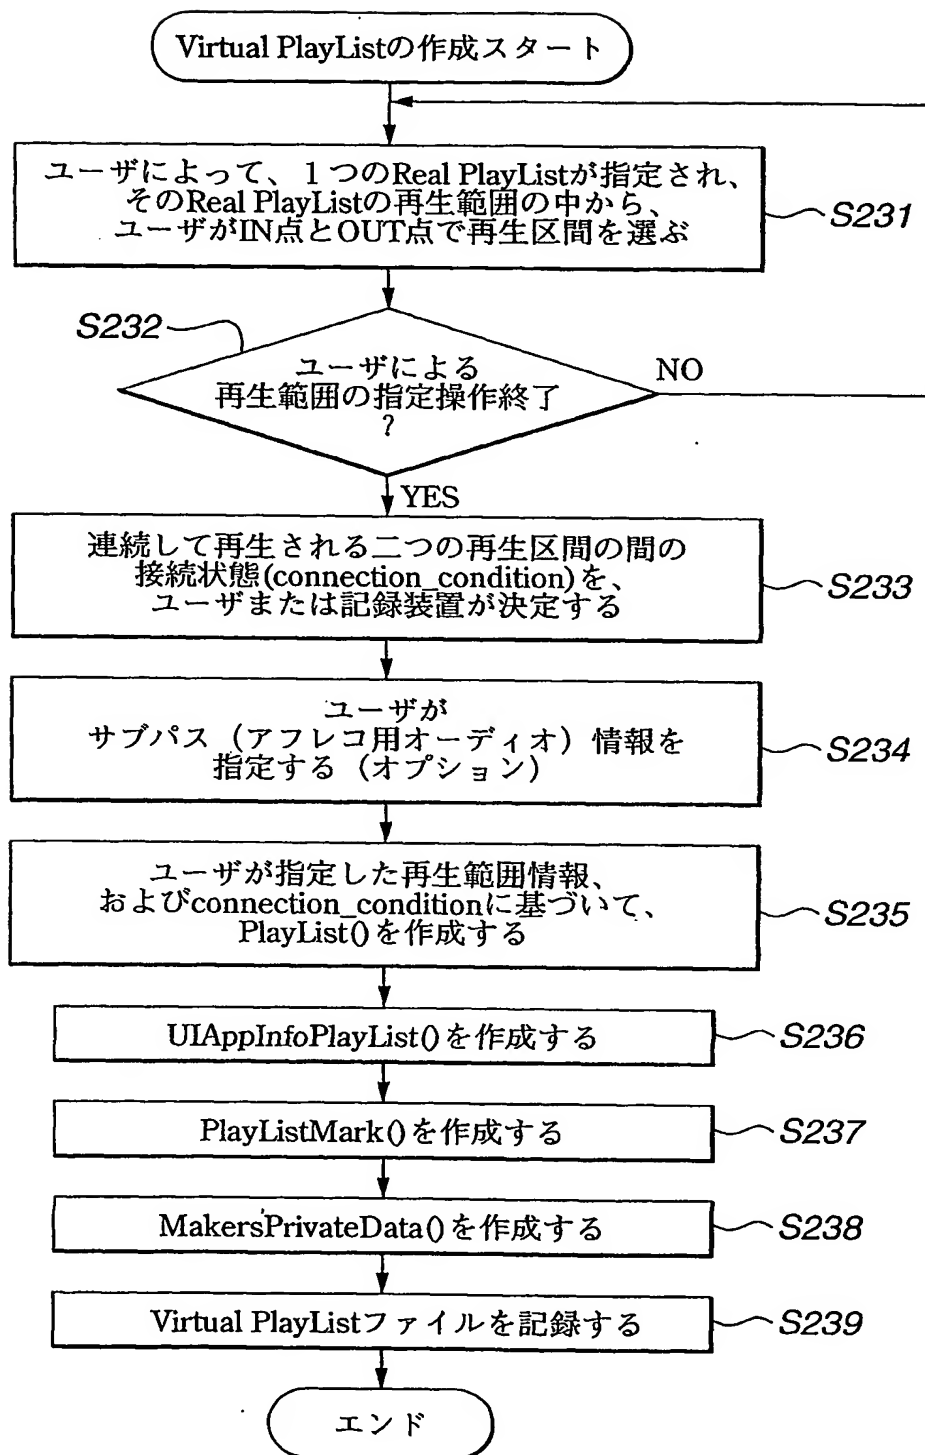 Virtual PlayListの作成スタート
ユーザによって、1つのReal PlayListが指定され、
そのReal PlayListの再生範囲の中から、
ユーザがIN点とOUT点で再生区間を選ぶ
S231
S232
ユーザによる
再生範囲の指定操作終了
?
NO
YES
連続して再生される二つの再生区間の間の
接続状態(connection_condition)を、
ユーザまたは記録装置が決定する
S233
ユーザが
サブパス（アフレコ用オーディオ）情報を
指定する（オプション）
S234
ユーザが指定した再生範囲情報、
およびconnection_conditionに基づいて、
PlayList()を作成する
S235
UIAppInfoPlayList()を作成する
S236
PlayListMark()を作成する
S237
MakersPrivateData()を作成する
S238
Virtual PlayListファイルを記録する
S239
エンド